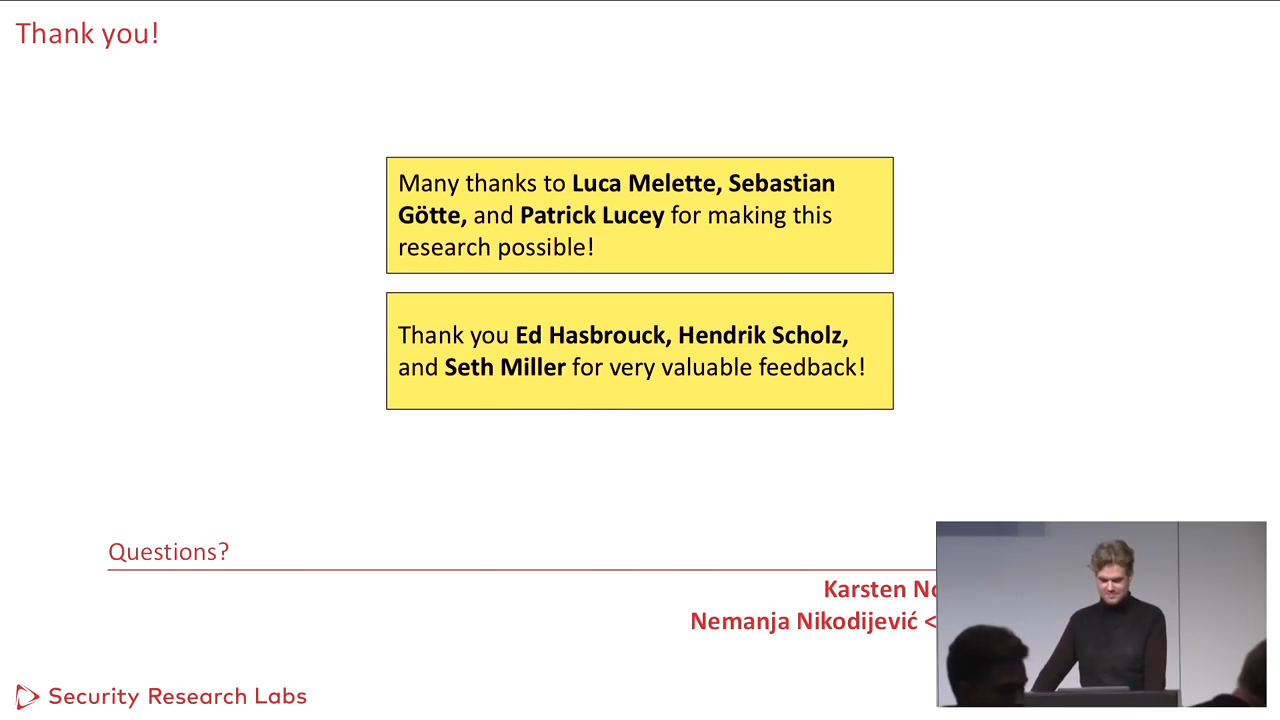 Thank you!
Many thanks to Luca Melette, Sebastian
Götte, and Patrick Lucey for making this
research possible!
Thank you Ed Hasbrouck, Hendrik Scholz,
and Seth Miller for very valuable feedback!
Questions?
Karsten
Nemanja Nikodijević <
Security Research Labs